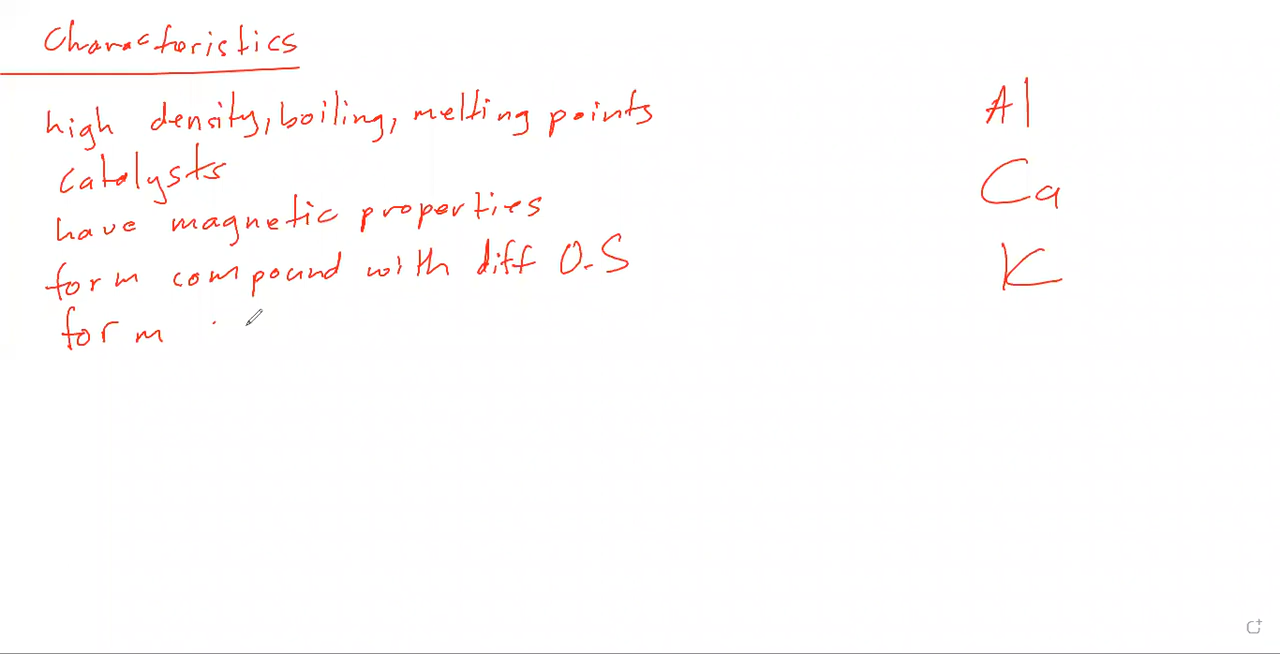 Characteristics
high density, boiling, melting points
catalysts
have magnetic properties
form compound with diff O.S
form
Al
Ca
K